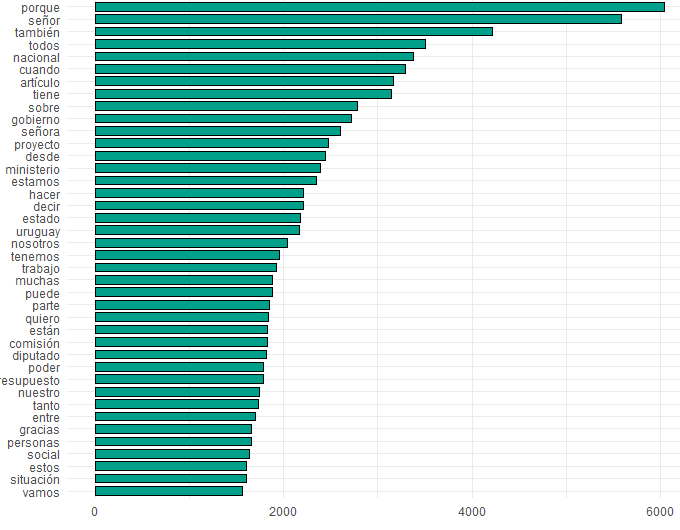 porque
señor
también
todos
nacional
cuando
artículo
tiene
sobre
gobierno
señora
proyecto
desde
ministerio
estamos
hacer
decir
estado
uruguay
nosotros
tenemos
trabajo
muchas
puede
parte
quiero
están
comisión
diputado
poder
resupuesto
nuestro
tanto
entre
gracias
personas
social
estos
situación
vamos
0 2000 4000 6000